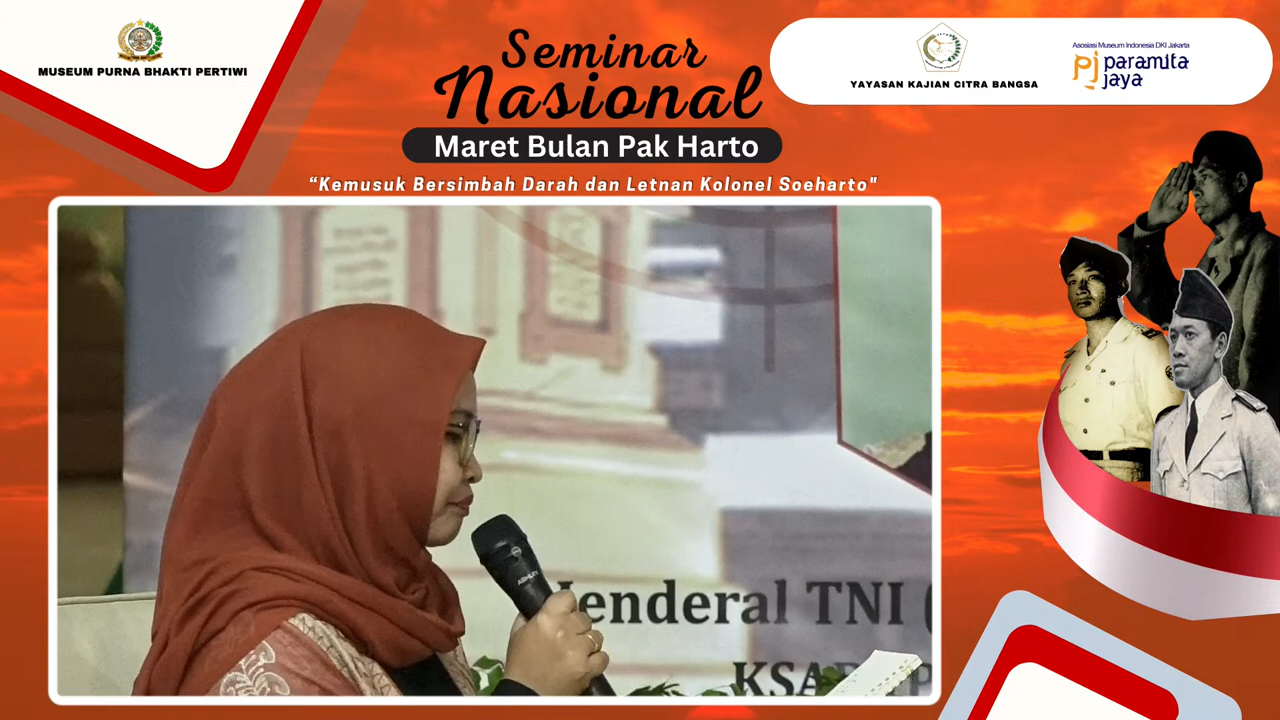 MUSEUM PURNA BHAKTI PERTIWI
Seminar
Nasional
Maret Bulan Pak Harto
“Kemusuk Bersimbah Darah dan Letnan Kolonel Soeharto"
YAYASAN KAJIAN CITRA BANGSA
Asosiasi Museum Indonesia DKI Jakarta
paramita
jaya
Jenderal TNI (
KSAD